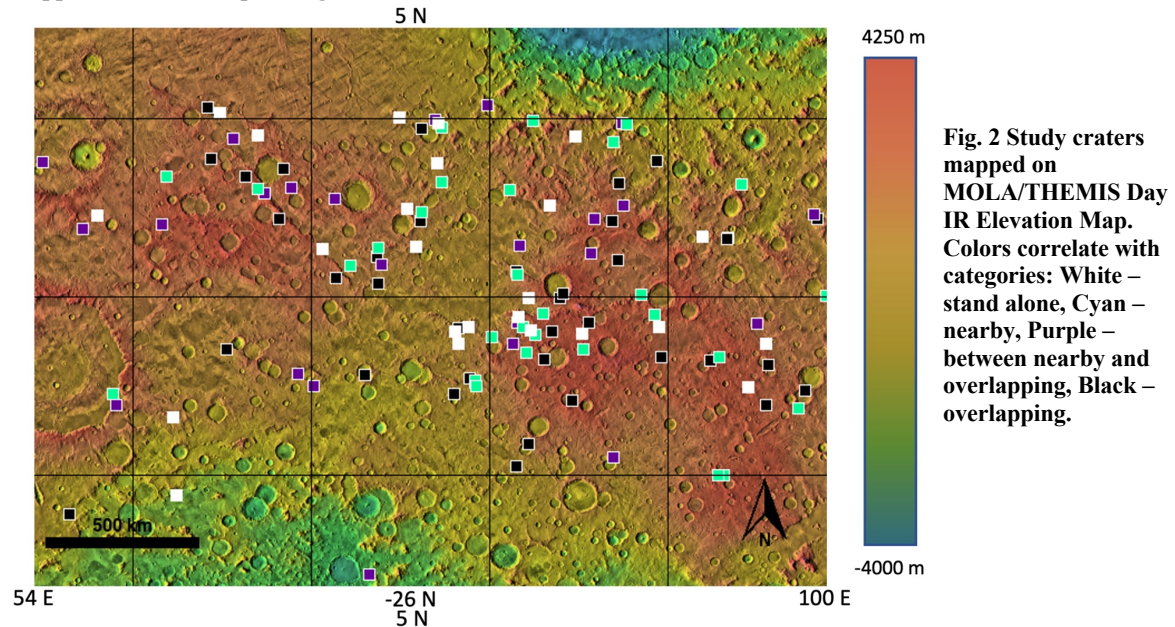 5 N
4250 m
Fig. 2 Study craters
mapped on
MOLA/THEMIS Day
IR Elevation Map.
Colors correlate with
categories: White –
stand alone, Cyan –
nearby, Purple –
between nearby and
overlapping, Black –
overlapping.
500 km
N
-4000 m
54 E
-26 N
100 E
5 N